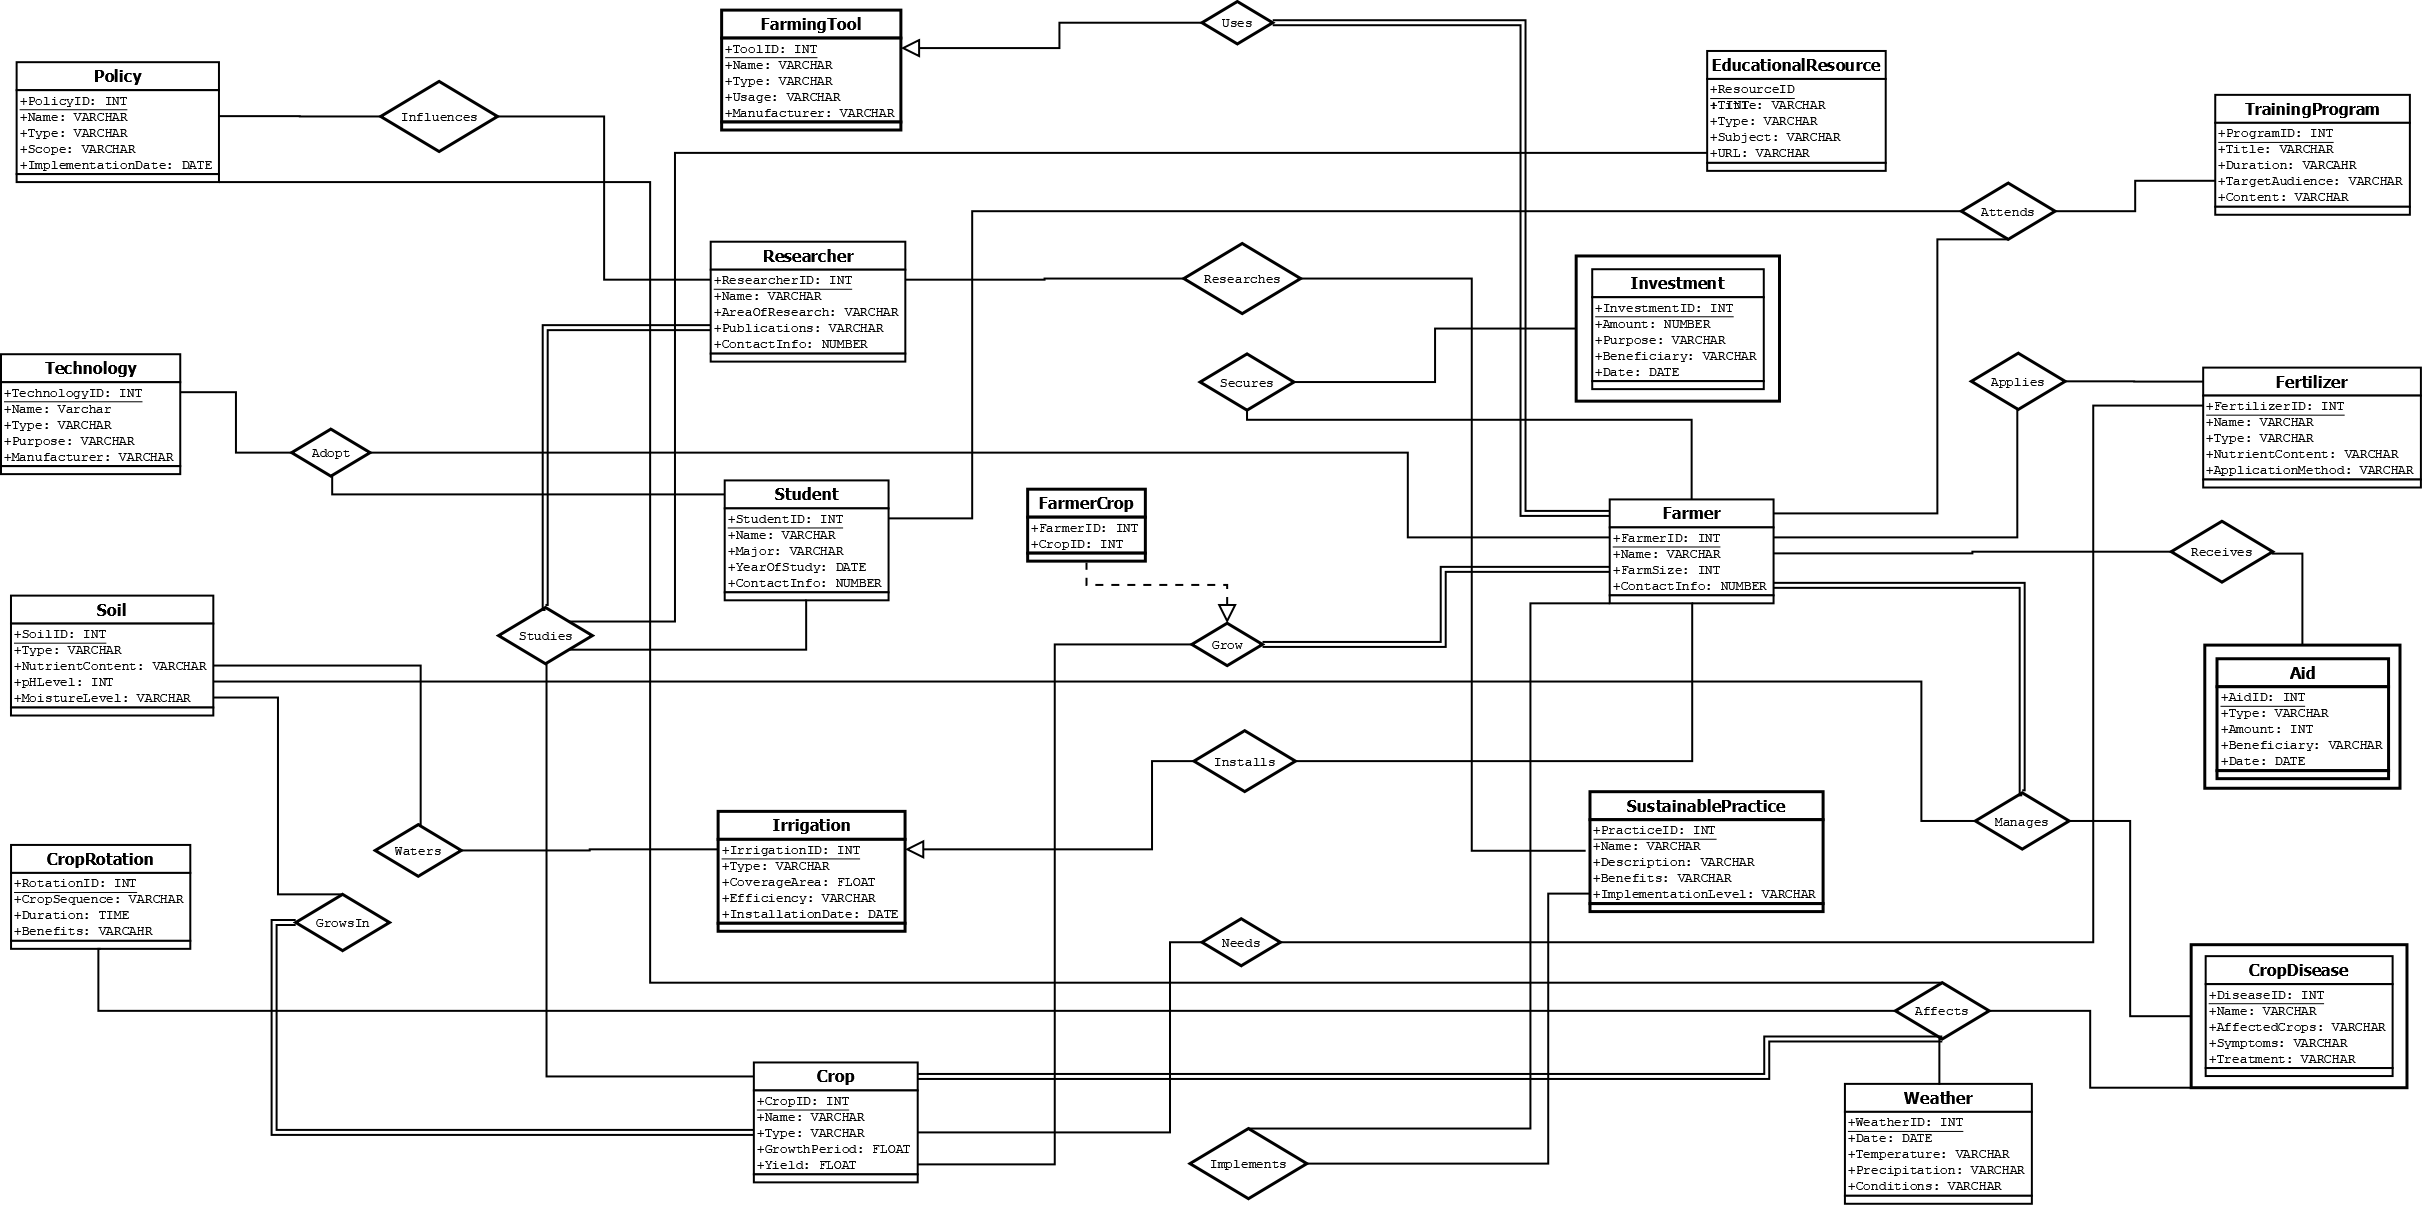 FarmingTool
+ToolID: INT
+Name: VARCHAR
+Type: VARCHAR
+Usage: VARCHAR
+Manufacturer: VARCHAR
Uses
Policy
+PolicyID: INT
+Name: VARCHAR
+Type: VARCHAR
+Scope: VARCHAR
+ImplementationDate: DATE
Influences
EducationalResource
+ResourceID
+Title: VARCHAR
+Type: VARCHAR
+Subject: VARCHAR
+URL: VARCHAR
TrainingProgram
+ProgramID: INT
+Title: VARCHAR
+Duration: VARCAHR
+TargetAudience: VARCHAR
+Content: VARCHAR
Attends
Researcher
+ResearcherID: INT
+Name: VARCHAR
+AreaOfResearch: VARCHAR
+Publications: VARCHAR
+ContactInfo: NUMBER
Researches
Investment
+InvestmentID: INT
+Amount: NUMBER
+Purpose: VARCHAR
+Beneficiary: VARCHAR
+Date: DATE
Secures
Applies
Technology
+TechnologyID: INT
+Name: Varchar
+Type: VARCHAR
+Purpose: VARCHAR
+Manufacturer: VARCHAR
Adopt
Fertilizer
+FertilizerID: INT
+Name: VARCHAR
+Type: VARCHAR
+NutrientContent: VARCHAR
+ApplicationMethod: VARCHAR
Student
+StudentID: INT
+Name: VARCHAR
+Major: VARCHAR
+YearOfStudy: DATE
+ContactInfo: NUMBER
FarmerCrop
+FarmerID: INT
+CropID: INT
Farmer
+FarmerID: INT
+Name: VARCHAR
+FarmSize: INT
+ContactInfo: NUMBER
Receives
Soil
+SoilID: INT
+Type: VARCHAR
+NutrientContent: VARCHAR
+pHLevel: INT
+MoistureLevel: VARCHAR
Studies
Grow
Aid
+AidID: INT
+Type: VARCHAR
+Amount: INT
+Beneficiary: VARCHAR
+Date: DATE
Installs
Irrigation
+IrrigationID: INT
+Type: VARCHAR
+CoverageArea: FLOAT
+Efficiency: VARCHAR
+InstallationDate: DATE
SustainablePractice
+PracticeID: INT
+Name: VARCHAR
+Description: VARCHAR
+Benefits: VARCHAR
+ImplementationLevel: VARCHAR
Manages
Waters
CropRotation
+RotationID: INT
+CropSequence: VARCHAR
+Duration: TIME
+Benefits: VARCAHR
GrowsIn
Needs
CropDisease
+DiseaseID: INT
+Name: VARCHAR
+AffectedCrops: VARCHAR
+Symptoms: VARCHAR
+Treatment: VARCHAR
Affects
Crop
+CropID: INT
+Name: VARCHAR
+Type: VARCHAR
+GrowthPeriod: FLOAT
+Yield: FLOAT
Implements
Weather
+WeatherID: INT
+Date: DATE
+Temperature: VARCHAR
+Precipitation: VARCHAR
+Conditions: VARCHAR